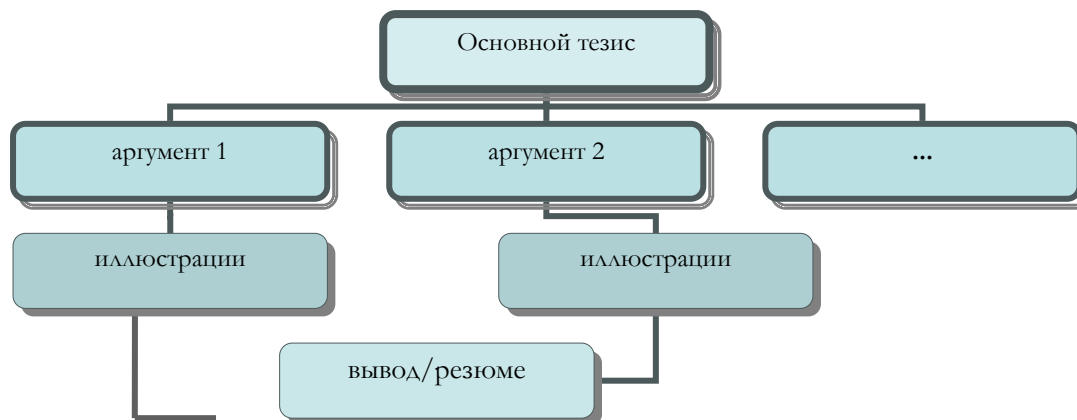 Основной тезис
аргумент 1
аргумент 2
...
иллюстрации
иллюстрации
вывод/резюме